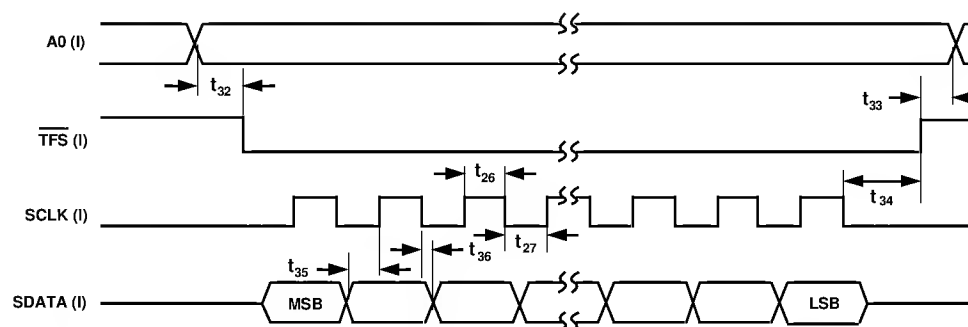 A0 (I)
t32
t33
TFS (I)
t26
t34
SCLK (I)
t27
t36
t35
SDATA (I)
MSB
LSB